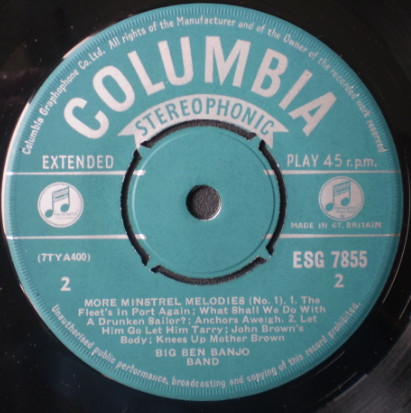 Columbia Graphophone Co. Ltd. All rights of the Manufacturer and of the Owner of the recorded work reserved
COLUMBIA
STEREOPHONIC
EXTENDED PLAY 45 r.p.m.
MADE IN GT. BRITAIN
(7TYA400) ESG 7855
2 2
MORE MINSTREL MELODIES (No. 1). 1. The
Fleet's In Port Again; What Shall We Do With
A Drunken Sailor?; Anchors Aweigh. 2. Let
Him Go Let Him Tarry; John Brown's
Body; Knees Up Mother Brown
BIG BEN BANJO
BAND
Unauthorised public performance, broadcasting and copying of this record prohibited.